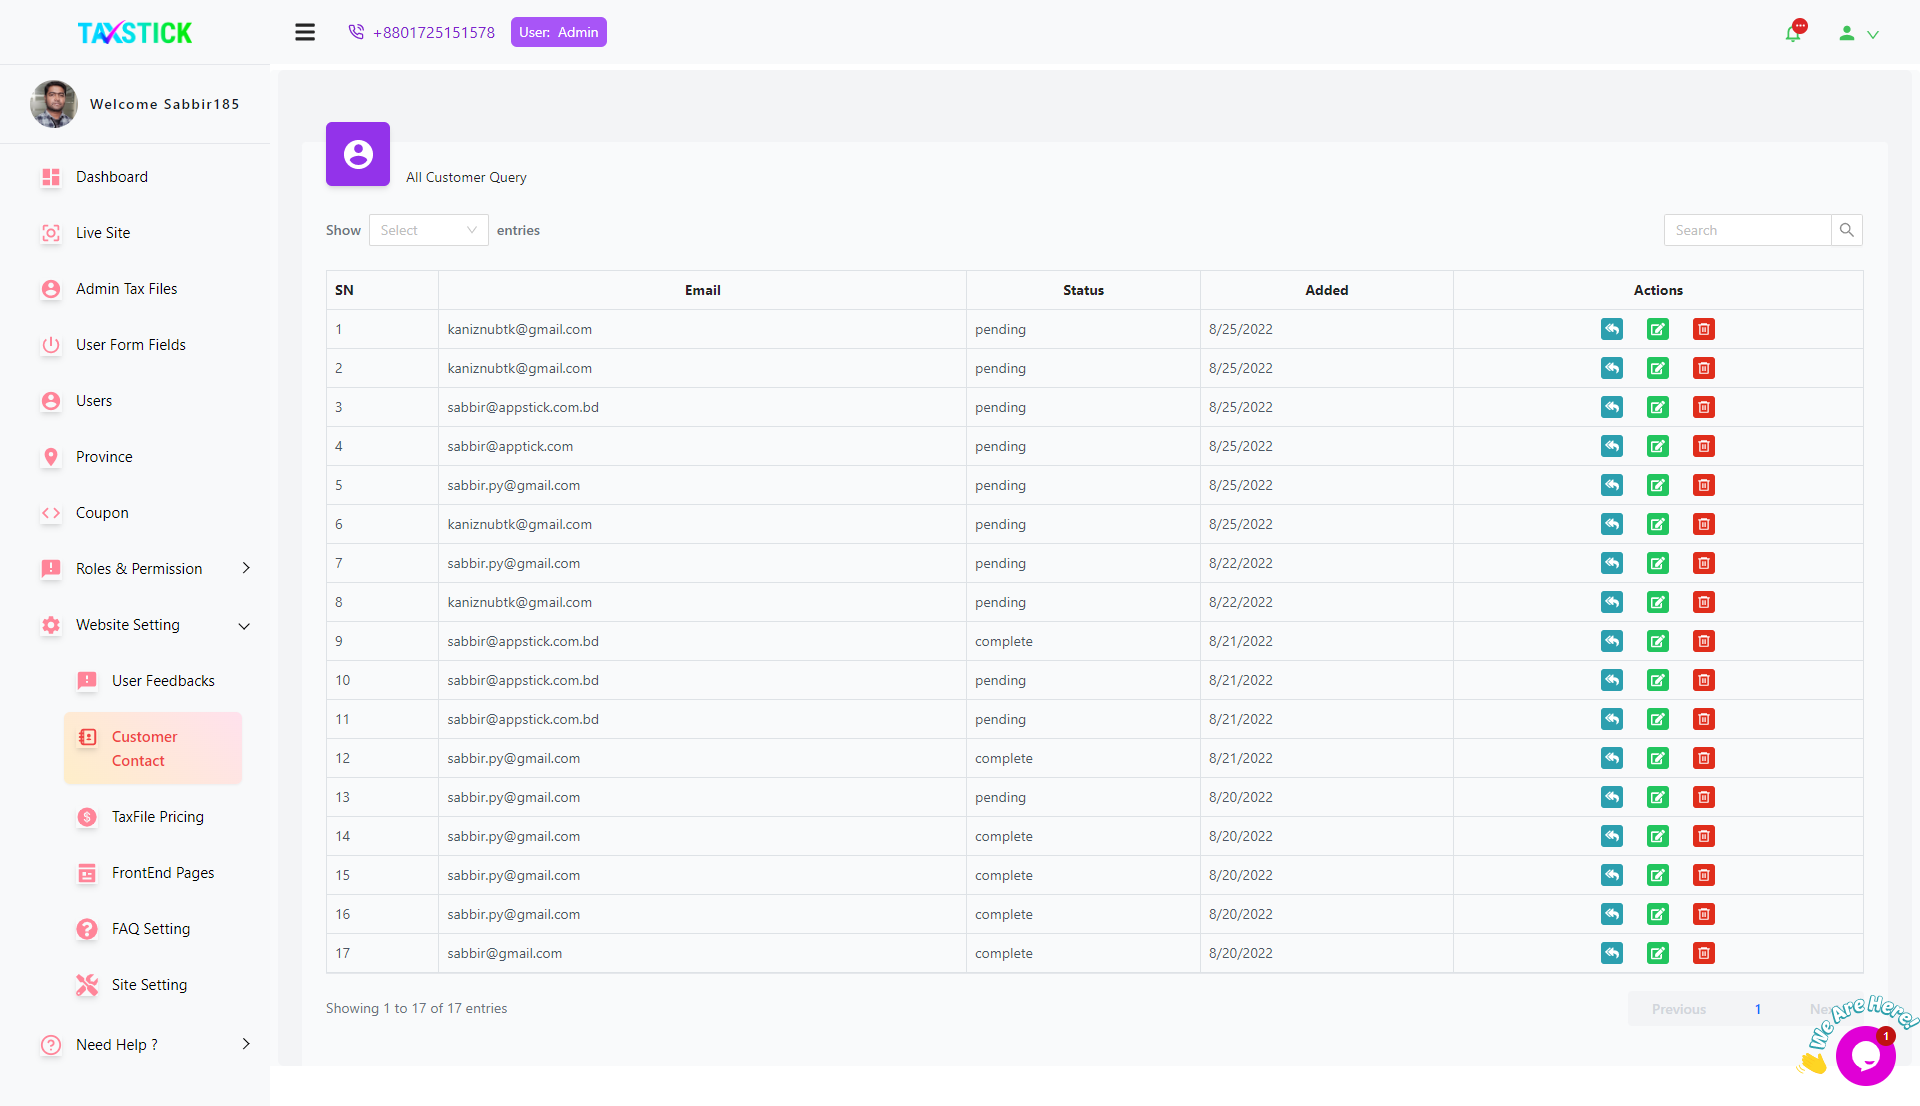 TAXSTICK
+8801725151578
User: Admin
Welcome Sabbir185
Dashboard
Live Site
Admin Tax Files
User Form Fields
Users
Province
Coupon
Roles & Permission
Website Setting
User Feedbacks
Customer
Contact
TaxFile Pricing
FrontEnd Pages
FAQ Setting
Site Setting
Need Help ?
All Customer Query
Show Select entries
Search
SN Email Status Added Actions
1 kaniznubtk@gmail.com pending 8/25/2022
2 kaniznubtk@gmail.com pending 8/25/2022
3 sabbir@appstick.com.bd pending 8/25/2022
4 sabbir@apptick.com pending 8/25/2022
5 sabbir.py@gmail.com pending 8/25/2022
6 kaniznubtk@gmail.com pending 8/25/2022
7 sabbir.py@gmail.com pending 8/22/2022
8 kaniznubtk@gmail.com pending 8/22/2022
9 sabbir@appstick.com.bd complete 8/21/2022
10 sabbir@appstick.com.bd pending 8/21/2022
11 sabbir@appstick.com.bd pending 8/21/2022
12 sabbir.py@gmail.com complete 8/21/2022
13 sabbir.py@gmail.com pending 8/20/2022
14 sabbir.py@gmail.com complete 8/20/2022
15 sabbir.py@gmail.com complete 8/20/2022
16 sabbir.py@gmail.com complete 8/20/2022
17 sabbir@gmail.com complete 8/20/2022
Showing 1 to 17 of 17 entries
Previous 1
We Are Here!
1